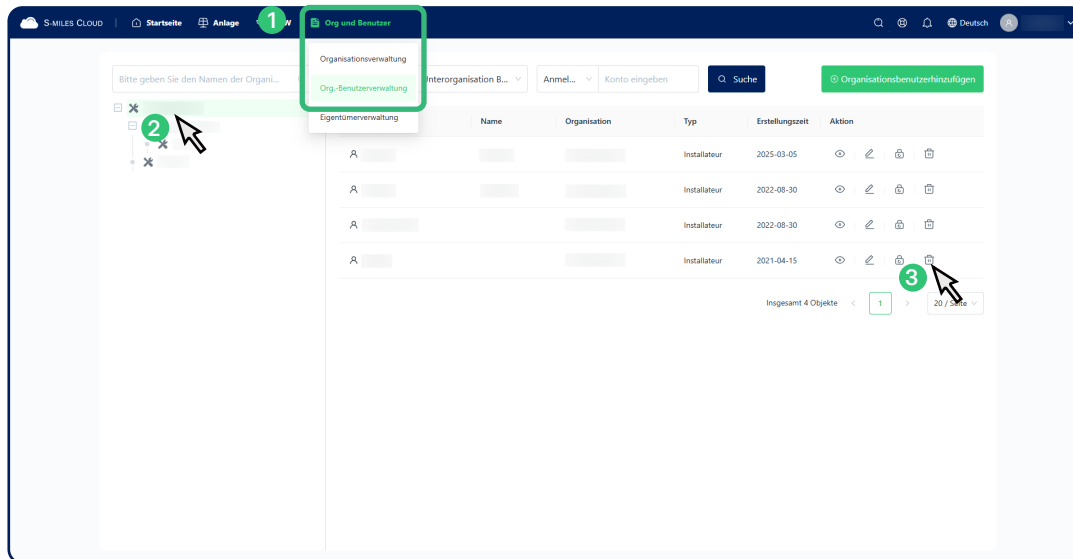 S-MILES CLOUD Startseite Anlage W Org und Benutzer Deutsch
1
Organisationsverwaltung
Org.-Benutzerverwaltung
Eigentümerverwaltung
Bitte geben Sie den Namen der Organi... Unterorganisation B... Anmel... Konto eingeben Suche Organisationsbenutzerhinzufügen
2
Name Organisation Typ Erstellungszeit Aktion
Installateur 2025-03-05
Installateur 2022-08-30
Installateur 2022-08-30
Installateur 2021-04-15
3
Insgesamt 4 Objekte < 1 > 20 / Seite